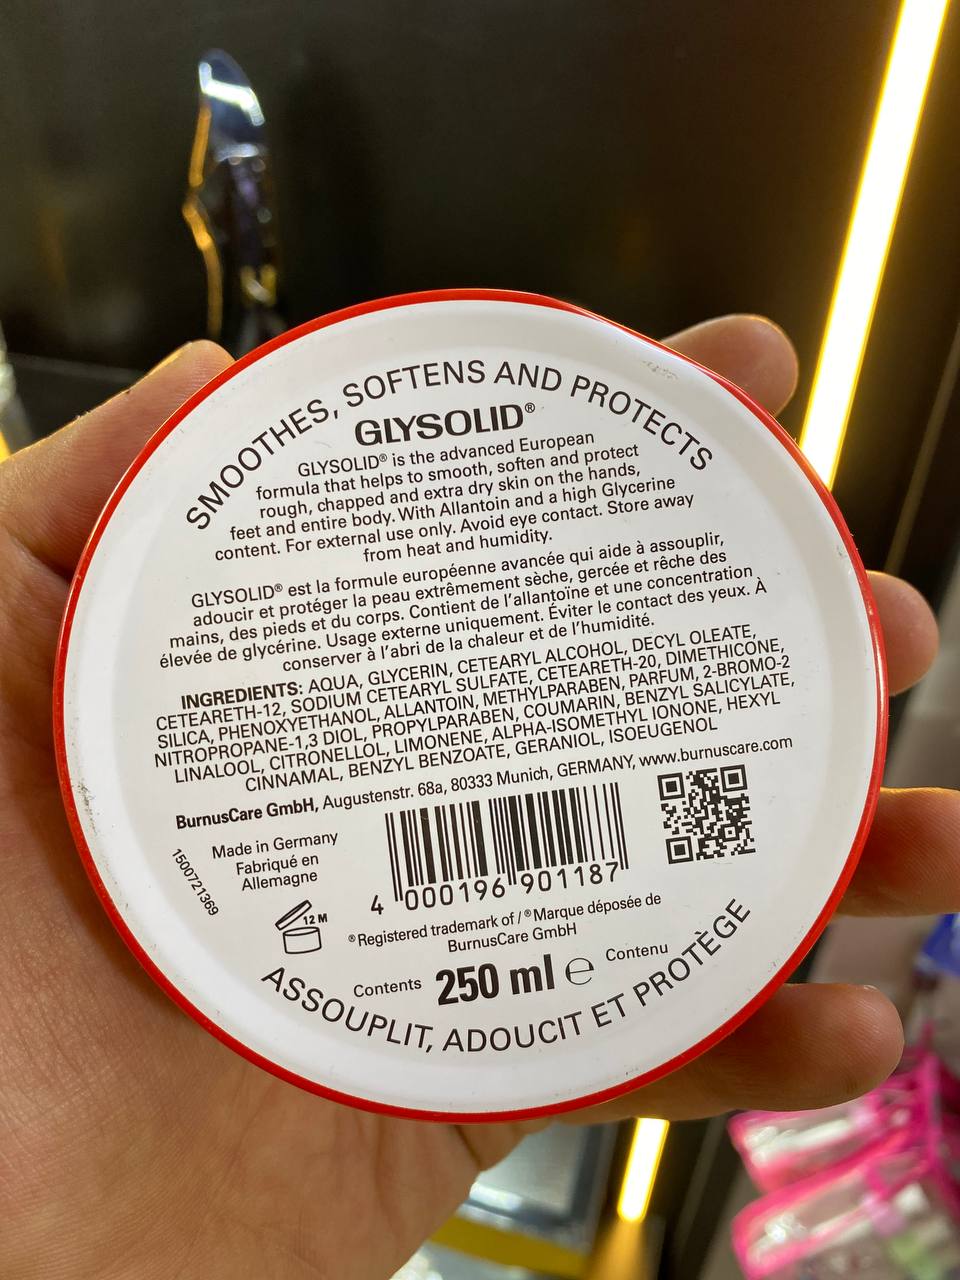 SMOOTHES, SOFTENS AND PROTECTS
GLYSOLID®
GLYSOLID® is the advanced European
formula that helps to smooth, soften and protect
rough, chapped and extra dry skin on the hands,
feet and entire body. With Allantoin and a high Glycerine
content. For external use only. Avoid eye contact. Store away
from heat and humidity.
GLYSOLID® est la formule européenne avancée qui aide à assouplir,
adoucir et protéger la peau extrêmement sèche, gercée et rêche des
mains, des pieds et du corps. Contient de l'allantoïne et une concentration
élevée de glycérine. Usage externe uniquement. Éviter le contact des yeux. À
conserver à l'abri de la chaleur et de l'humidité.
INGREDIENTS: AQUA, GLYCERIN, CETEARYL ALCOHOL, DECYL OLEATE,
CETEARETH-12, SODIUM CETEARYL SULFATE, CETEARETH-20, DIMETHICONE,
SILICA, PHENOXYETHANOL, ALLANTOIN, METHYLPARABEN, PARFUM, 2-BROMO-2
NITROPROPANE-1,3 DIOL, PROPYLPARABEN, COUMARIN, BENZYL SALICYLATE,
LINALOOL, CITRONELLOL, LIMONENE, ALPHA-ISOMETHYL IONONE, HEXYL
CINNAMAL, BENZYL BENZOATE, GERANIOL, ISOEUGENOL
BurnusCare GmbH, Augustenstr. 68a, 80333 Munich, GERMANY, www.burnuscare.com
Made in Germany
Fabriqué en
Allemagne
1500721369
4 000196 901187
12 M
® Registered trademark of / ® Marque déposée de
BurnusCare GmbH
Contents 250 ml ℮ Contenu
ASSOUPLIT, ADOUCIT ET PROTÈGE